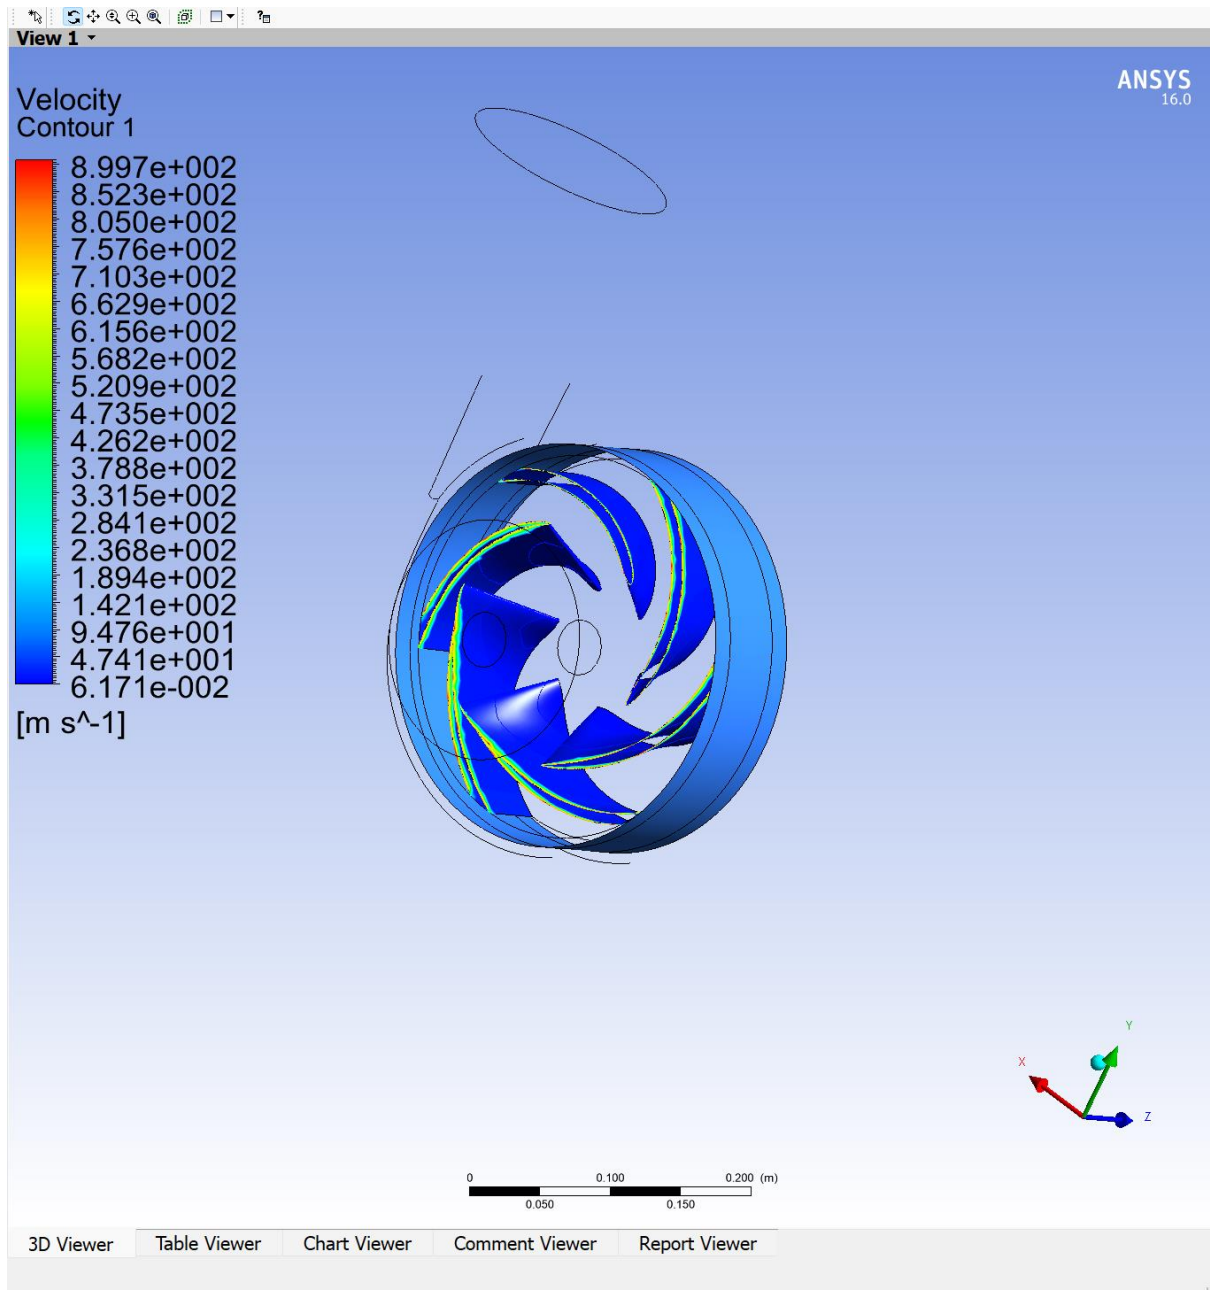 View 1
ANSYS
16.0
Velocity
Contour 1
8.997e+002
8.523e+002
8.050e+002
7.576e+002
7.103e+002
6.629e+002
6.156e+002
5.682e+002
5.209e+002
4.735e+002
4.262e+002
3.788e+002
3.315e+002
2.841e+002
2.368e+002
1.894e+002
1.421e+002
9.476e+001
4.741e+001
6.171e-002
[m s^-1]
Y
X
Z
0 0.100 0.200 (m)
0.050 0.150
3D Viewer Table Viewer Chart Viewer Comment Viewer Report Viewer